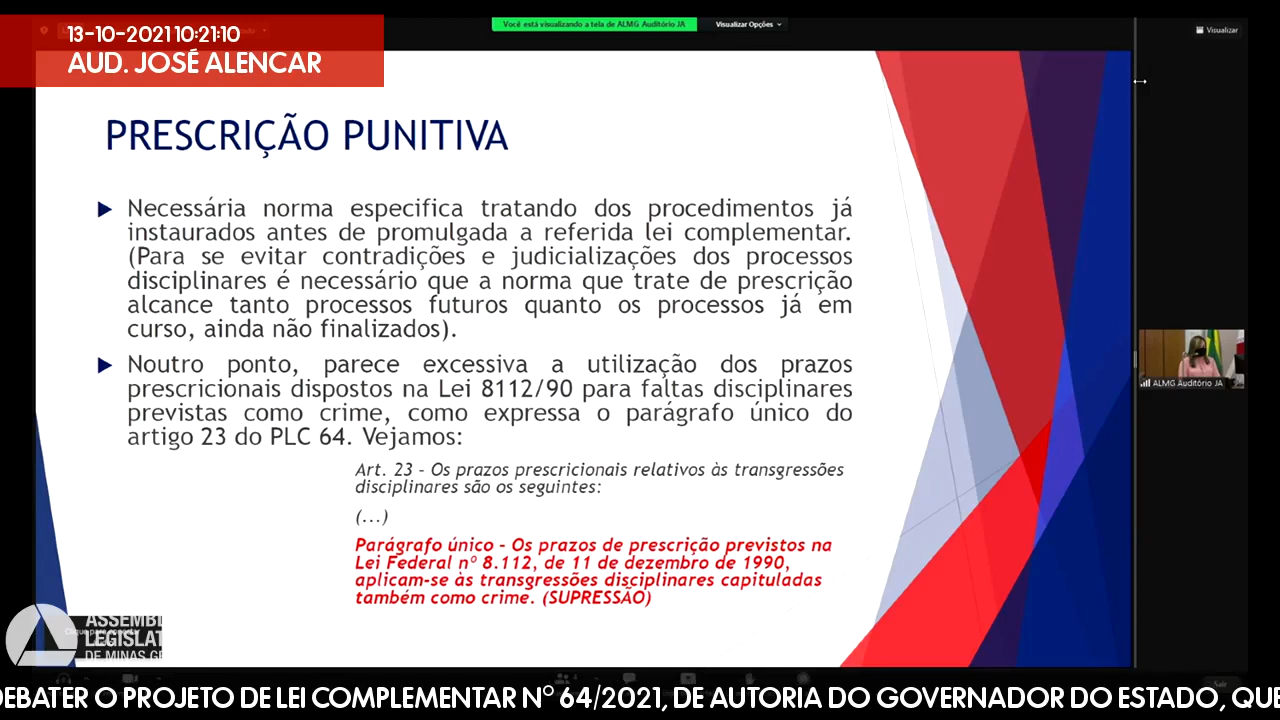 13-10-2021 10:21:10
AUD. JOSÉ ALENCAR
Você está visualizando a tela de ALMG Auditório JA
Visualizar Opções
Visualizar
PRESCRIÇÃO PUNITIVA
Necessária norma especifica tratando dos procedimentos já
instaurados antes de promulgada a referida lei complementar.
(Para se evitar contradições e judicializações dos processos
disciplinares é necessário que a norma que trate de prescrição
alcance tanto processos futuros quanto os processos já em
curso, ainda não finalizados).
Noutro ponto, parece excessiva a utilização dos prazos
prescricionais dispostos na Lei 8112/90 para faltas disciplinares
previstas como crime, como expressa o parágrafo único do
artigo 23 do PLC 64. Vejamos:
Art. 23 – Os prazos prescricionais relativos às transgressões
disciplinares são os seguintes:
(...)
Parágrafo único – Os prazos de prescrição previstos na
Lei Federal nº 8.112, de 11 de dezembro de 1990,
aplicam-se às transgressões disciplinares capituladas
também como crime. (SUPRESSÃO)
ALMG Auditório JA
ASSEMB
LEGISLAT
DE MINAS GE
Sair
DEBATER O PROJETO DE LEI COMPLEMENTAR N° 64/2021, DE AUTORIA DO GOVERNADOR DO ESTADO, QUE